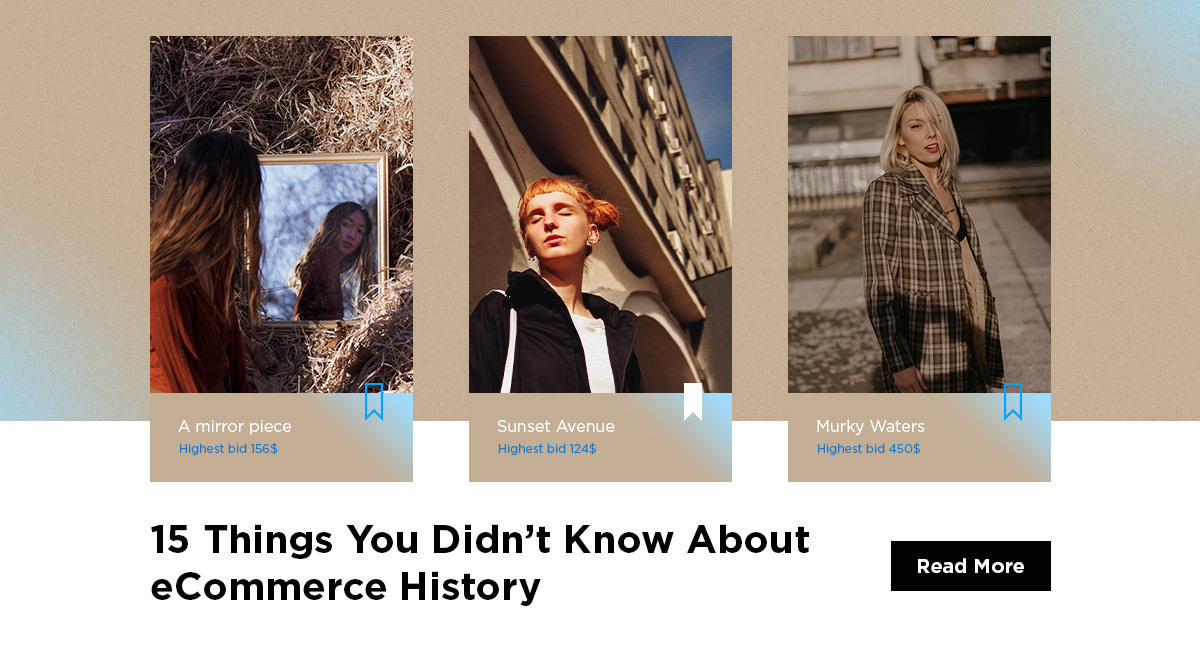 A mirror piece
Highest bid 156$
Sunset Avenue
Highest bid 124$
Murky Waters
Highest bid 450$
15 Things You Didn’t Know About
eCommerce History
Read More